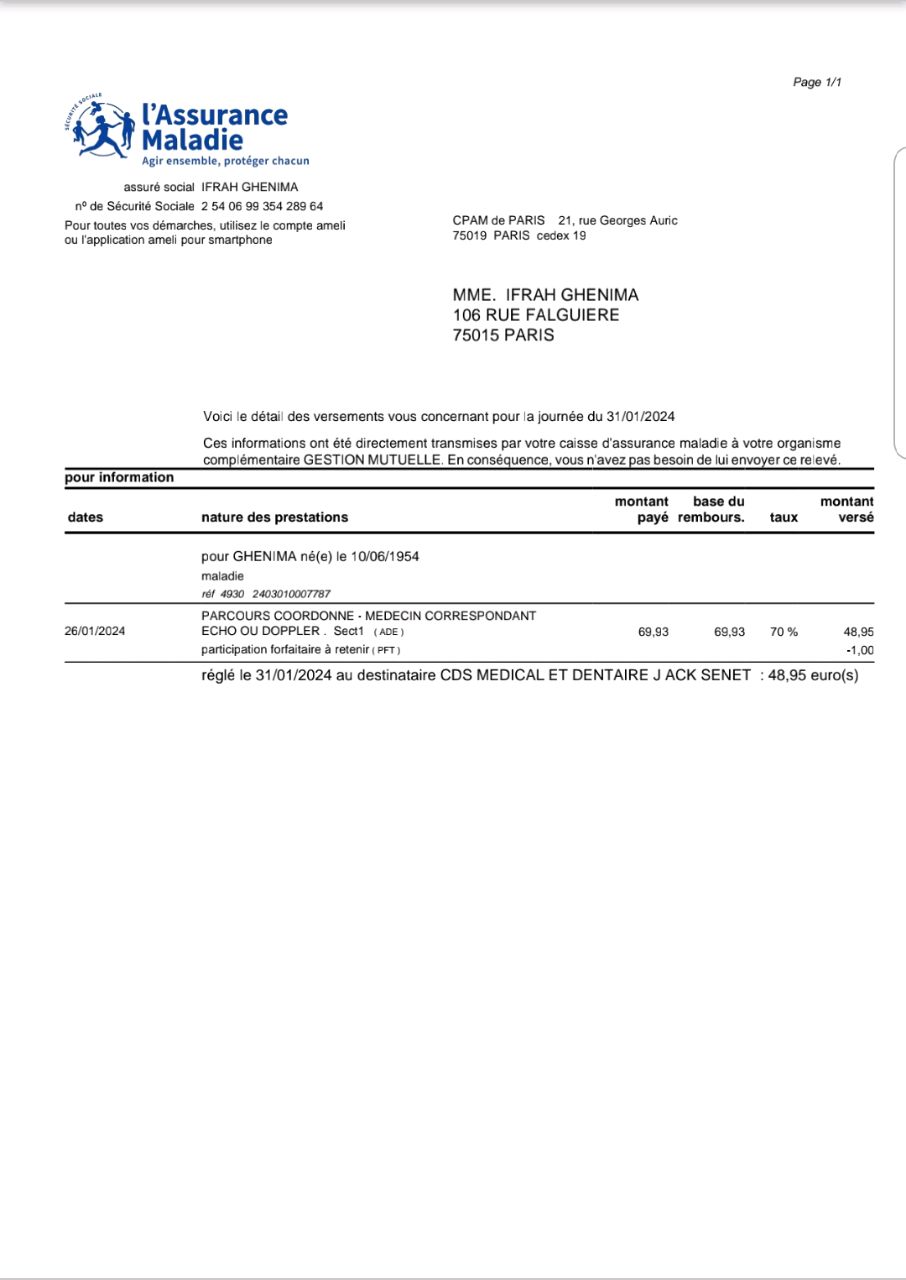 Page 1/1
SÉCURITÉ SOCIALE
l'Assurance
Maladie
Agir ensemble, protéger chacun
assuré social IFRAH GHENIMA
nº de Sécurité Sociale 2 54 06 99 354 289 64
Pour toutes vos démarches, utilisez le compte ameli
ou l'application ameli pour smartphone
CPAM de PARIS 21, rue Georges Auric
75019 PARIS cedex 19
MME. IFRAH GHENIMA
106 RUE FALGUIERE
75015 PARIS
Voici le détail des versements vous concernant pour la journée du 31/01/2024
Ces informations ont été directement transmises par votre caisse d'assurance maladie à votre organisme
complémentaire GESTION MUTUELLE. En conséquence, vous n'avez pas besoin de lui envoyer ce relevé.
pour information
dates nature des prestations montant payé base du rembours. taux montant versé
pour GHENIMA né(e) le 10/06/1954
maladie
réf 4930 2403010007787
PARCOURS COORDONNE - MEDECIN CORRESPONDANT
26/01/2024 ECHO OU DOPPLER . Sect1 ( ADE ) 69,93 69,93 70 % 48,95
participation forfaitaire à retenir ( PFT ) -1,00
réglé le 31/01/2024 au destinataire CDS MEDICAL ET DENTAIRE J ACK SENET : 48,95 euro(s)